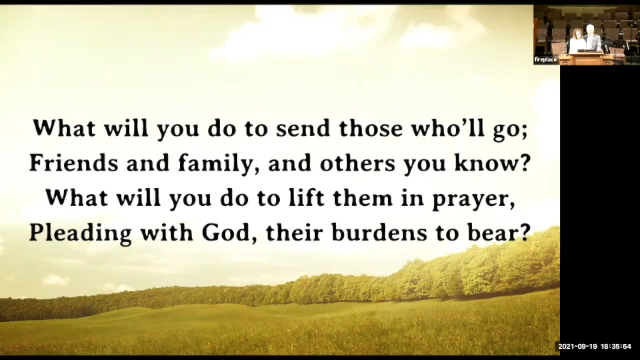 What will you do to send those who'll go;
Friends and family, and others you know?
What will you do to lift them in prayer,
Pleading with God, their burdens to bear?
fireplace
2021-09-19 18:35:54